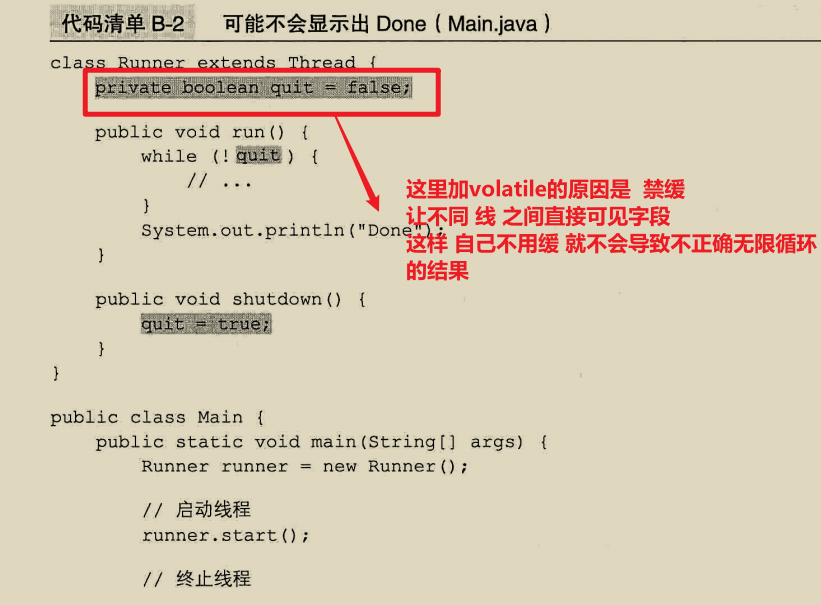 代码清单 B-2 可能不会显示出 Done（Main.java）
class Runner extends Thread {
private boolean quit = false;
public void run() {
while (!quit) {
// ...
}
System.out.println("Done");
}
public void shutdown() {
quit = true;
}
}
这里加volatile的原因是 禁缓
让不同 线 之间直接可见字段
这样 自己不用缓 就不会导致不正确无限循环
的结果
public class Main {
public static void main(String[] args) {
Runner runner = new Runner();
// 启动线程
runner.start();
// 终止线程